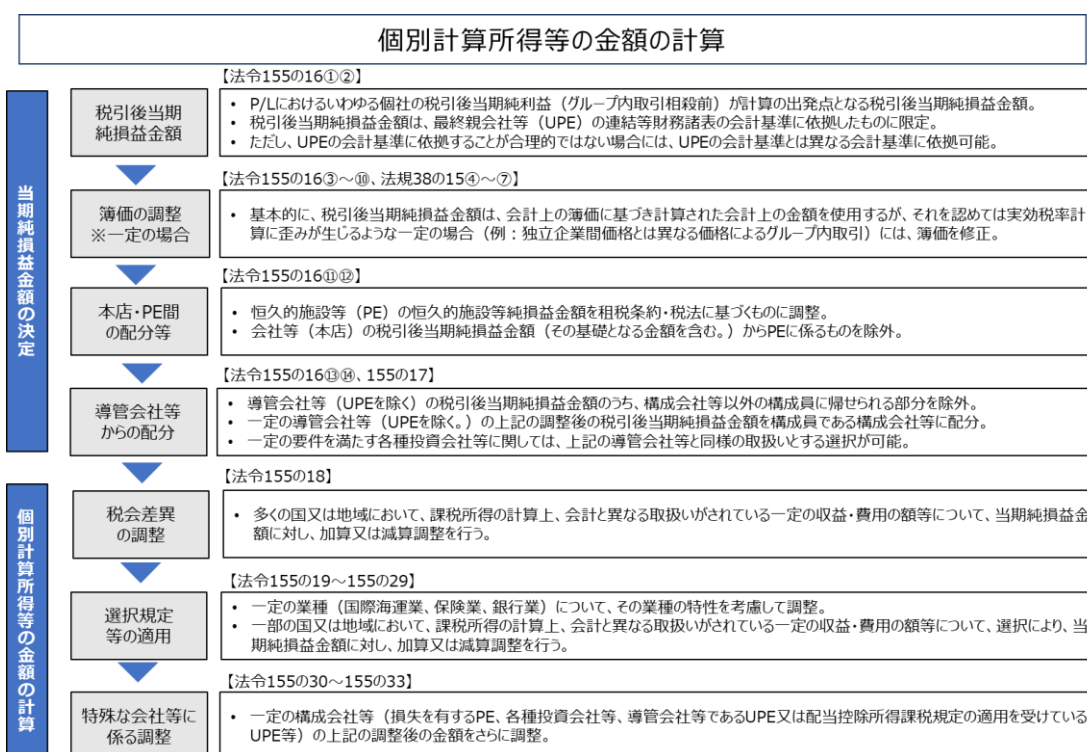 個別計算所得等の金額の計算
当期純損益金額の決定
【法令155の16①②】
税引後当期
純損益金額
• P/Lにおけるいわゆる個社の税引後当期純利益（グループ内取引相殺前）が計算の出発点となる税引後当期純損益金額。
• 税引後当期純損益金額は、最終親会社等（UPE）の連結等財務諸表の会計基準に依拠したものに限定。
• ただし、UPEの会計基準に依拠することが合理的ではない場合には、UPEの会計基準とは異なる会計基準に依拠可能。
【法令155の16③～⑩、法規38の15④～⑦】
簿価の調整
※一定の場合
• 基本的に、税引後当期純損益金額は、会計上の簿価に基づき計算された会計上の金額を使用するが、それを認めては実効税率計
算に歪みが生じるような一定の場合（例：独立企業間価格とは異なる価格によるグループ内取引）には、簿価を修正。
【法令155の16⑪⑫】
本店・PE間
の配分等
• 恒久的施設等（PE）の恒久的施設等純損益金額を租税条約・税法に基づくものに調整。
• 会社等（本店）の税引後当期純損益金額（その基礎となる金額を含む。）からPEに係るものを除外。
【法令155の16⑬⑭、155の17】
導管会社等
からの配分
• 導管会社等（UPEを除く）の税引後当期純損益金額のうち、構成会社等以外の構成員に帰せられる部分を除外。
• 一定の導管会社等（UPEを除く。）の上記の調整後の税引後当期純損益金額を構成員である構成会社等に配分。
• 一定の要件を満たす各種投資会社等に関しては、上記の導管会社等と同様の取扱いとする選択が可能。
個別計算所得等の金額の計算
【法令155の18】
税会差異
の調整
• 多くの国又は地域において、課税所得の計算上、会計と異なる取扱いがされている一定の収益・費用の額等について、当期純損益金
額に対し、加算又は減算調整を行う。
【法令155の19～155の29】
選択規定
等の適用
• 一定の業種（国際海運業、保険業、銀行業）について、その業種の特性を考慮して調整。
• 一部の国又は地域において、課税所得の計算上、会計と異なる取扱いがされている一定の収益・費用の額等について、選択により、当
期純損益金額に対し、加算又は減算調整を行う。
【法令155の30～155の33】
特殊な会社等に
係る調整
• 一定の構成会社等（損失を有するPE、各種投資会社等、導管会社等であるUPE又は配当控除所得課税規定の適用を受けている
UPE等）の上記の調整後の金額をさらに調整。